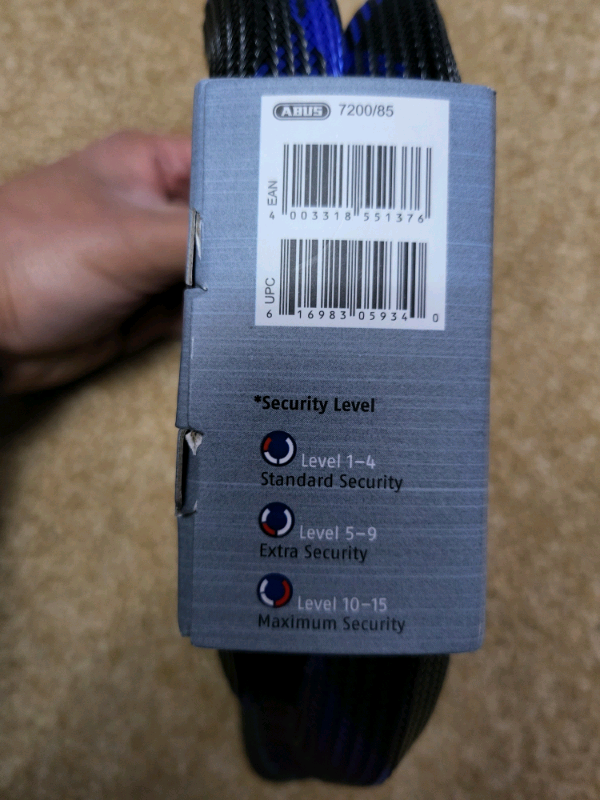 ABUS 7200/85
EAN
4 003318 551376
UPC
6 16983 05934 0
*Security Level
Level 1–4
Standard Security
Level 5–9
Extra Security
Level 10–15
Maximum Security